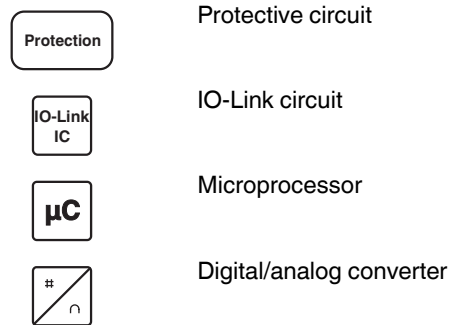 Protection
Protective circuit
IO-Link
IC
IO-Link circuit
µC
Microprocessor
#
∩
Digital/analog converter